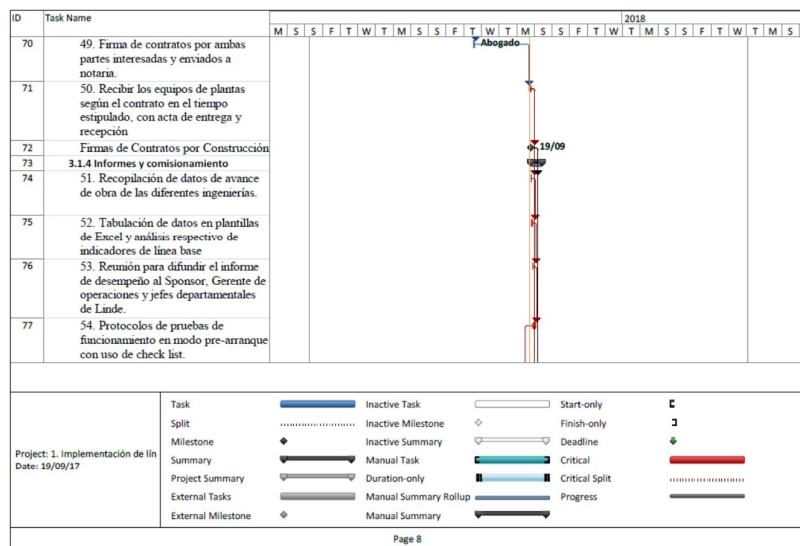 ID Task Name 2018
M S S F T W T M S S F T W T M S S F T W T M S S F T W T M S
70 49. Firma de contratos por ambas
partes interesadas y enviados a
notaria.
Abogado
71 50. Recibir los equipos de plantas
según el contrato en el tiempo
estipulado, con acta de entrega y
recepción
72 Firmas de Contratos por Construcción 19/09
73 3.1.4 Informes y comisionamiento
74 51. Recopilación de datos de avance
de obra de las diferentes ingenierías.
75 52. Tabulación de datos en plantillas
de Excel y análisis respectivo de
indicadores de línea base
76 53. Reunión para difundir el informe
de desempeño al Sponsor, Gerente de
operaciones y jefes departamentales
de Linde.
77 54. Protocolos de pruebas de
funcionamiento en modo pre-arranque
con uso de check list.
Project: 1. Implementación de lín
Date: 19/09/17
Task Inactive Task Start-only
Split Inactive Milestone Finish-only
Milestone Inactive Summary Deadline
Summary Manual Task Critical
Project Summary Duration-only Critical Split
External Tasks Manual Summary Rollup Progress
External Milestone Manual Summary
Page 8